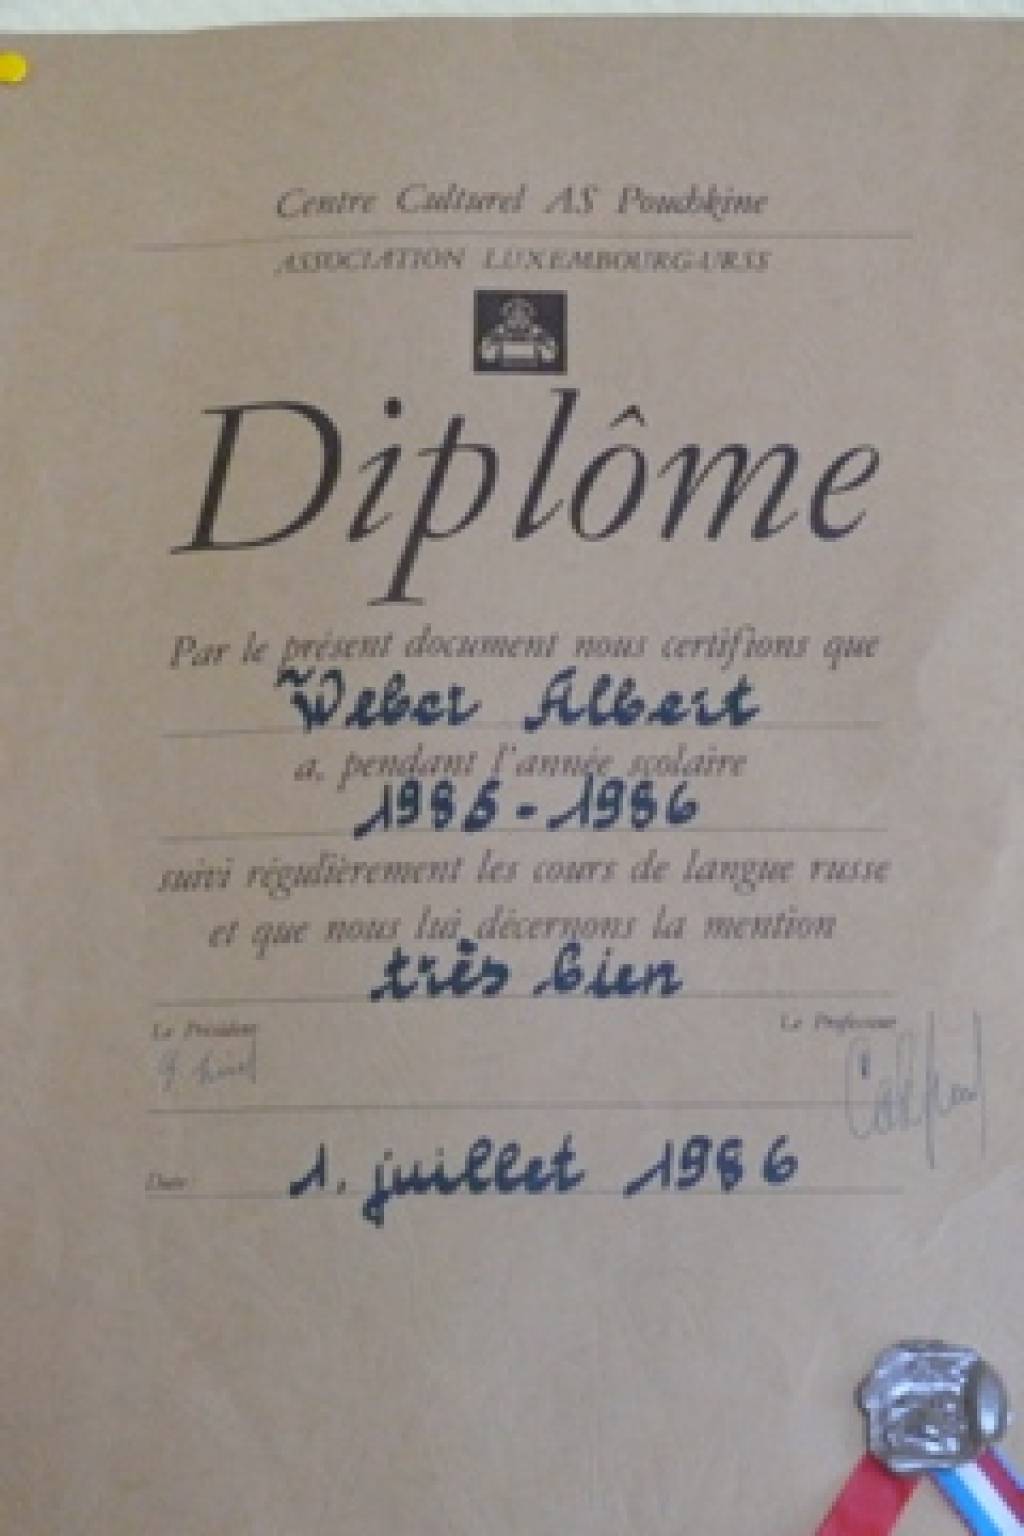 Centre Culturel AS Pouchkine
ASSOCIATION LUXEMBOURG-URSS
Diplôme
Par le présent document nous certifions que
Weber Albert
a, pendant l'année scolaire
1985-1986
suivi régulièrement les cours de langue russe
et que nous lui décernons la mention
très bien
Le Président Le Professeur
Date:
1. juillet 1986